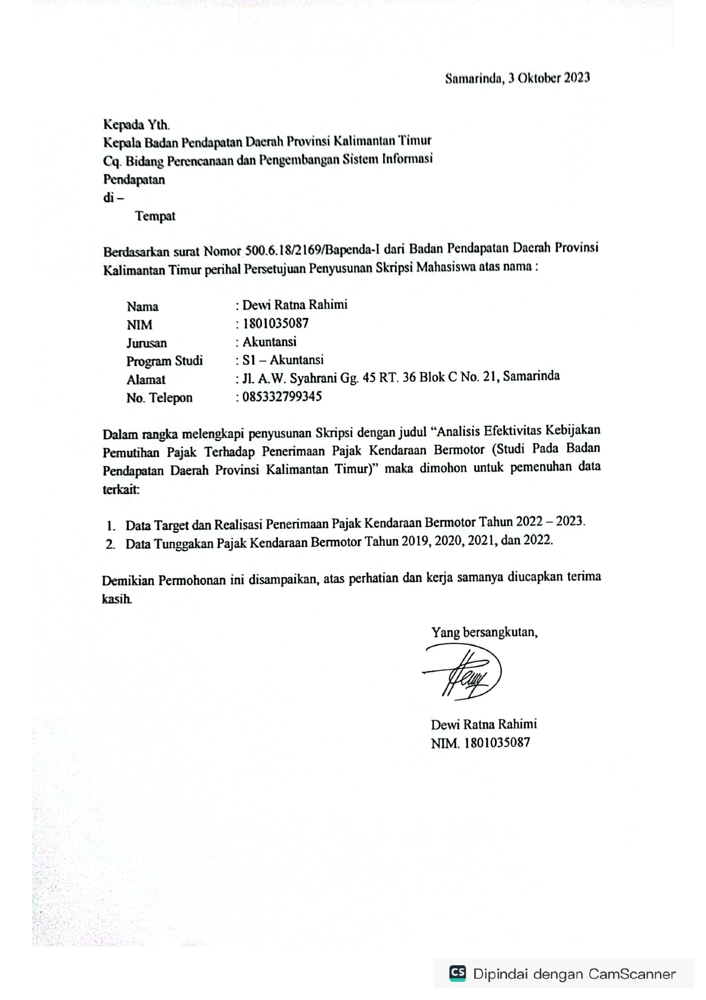 Samarinda, 3 Oktober 2023
Kepada Yth.
Kepala Badan Pendapatan Daerah Provinsi Kalimantan Timur
Cq. Bidang Perencanaan dan Pengembangan Sistem Informasi
Pendapatan
di –
Tempat
Berdasarkan surat Nomor 500.6.18/2169/Bapenda-I dari Badan Pendapatan Daerah Provinsi
Kalimantan Timur perihal Persetujuan Penyusunan Skripsi Mahasiswa atas nama :
Nama : Dewi Ratna Rahimi
NIM : 1801035087
Jurusan : Akuntansi
Program Studi : S1 – Akuntansi
Alamat : Jl. A.W. Syahrani Gg. 45 RT. 36 Blok C No. 21, Samarinda
No. Telepon : 085332799345
Dalam rangka melengkapi penyusunan Skripsi dengan judul “Analisis Efektivitas Kebijakan
Pemutihan Pajak Terhadap Penerimaan Pajak Kendaraan Bermotor (Studi Pada Badan
Pendapatan Daerah Provinsi Kalimantan Timur)” maka dimohon untuk pemenuhan data
terkait:
1. Data Target dan Realisasi Penerimaan Pajak Kendaraan Bermotor Tahun 2022 – 2023.
2. Data Tunggakan Pajak Kendaraan Bermotor Tahun 2019, 2020, 2021, dan 2022.
Demikian Permohonan ini disampaikan, atas perhatian dan kerja samanya diucapkan terima
kasih.
Yang bersangkutan,
Dewi Ratna Rahimi
NIM. 1801035087
CS Dipindai dengan CamScanner